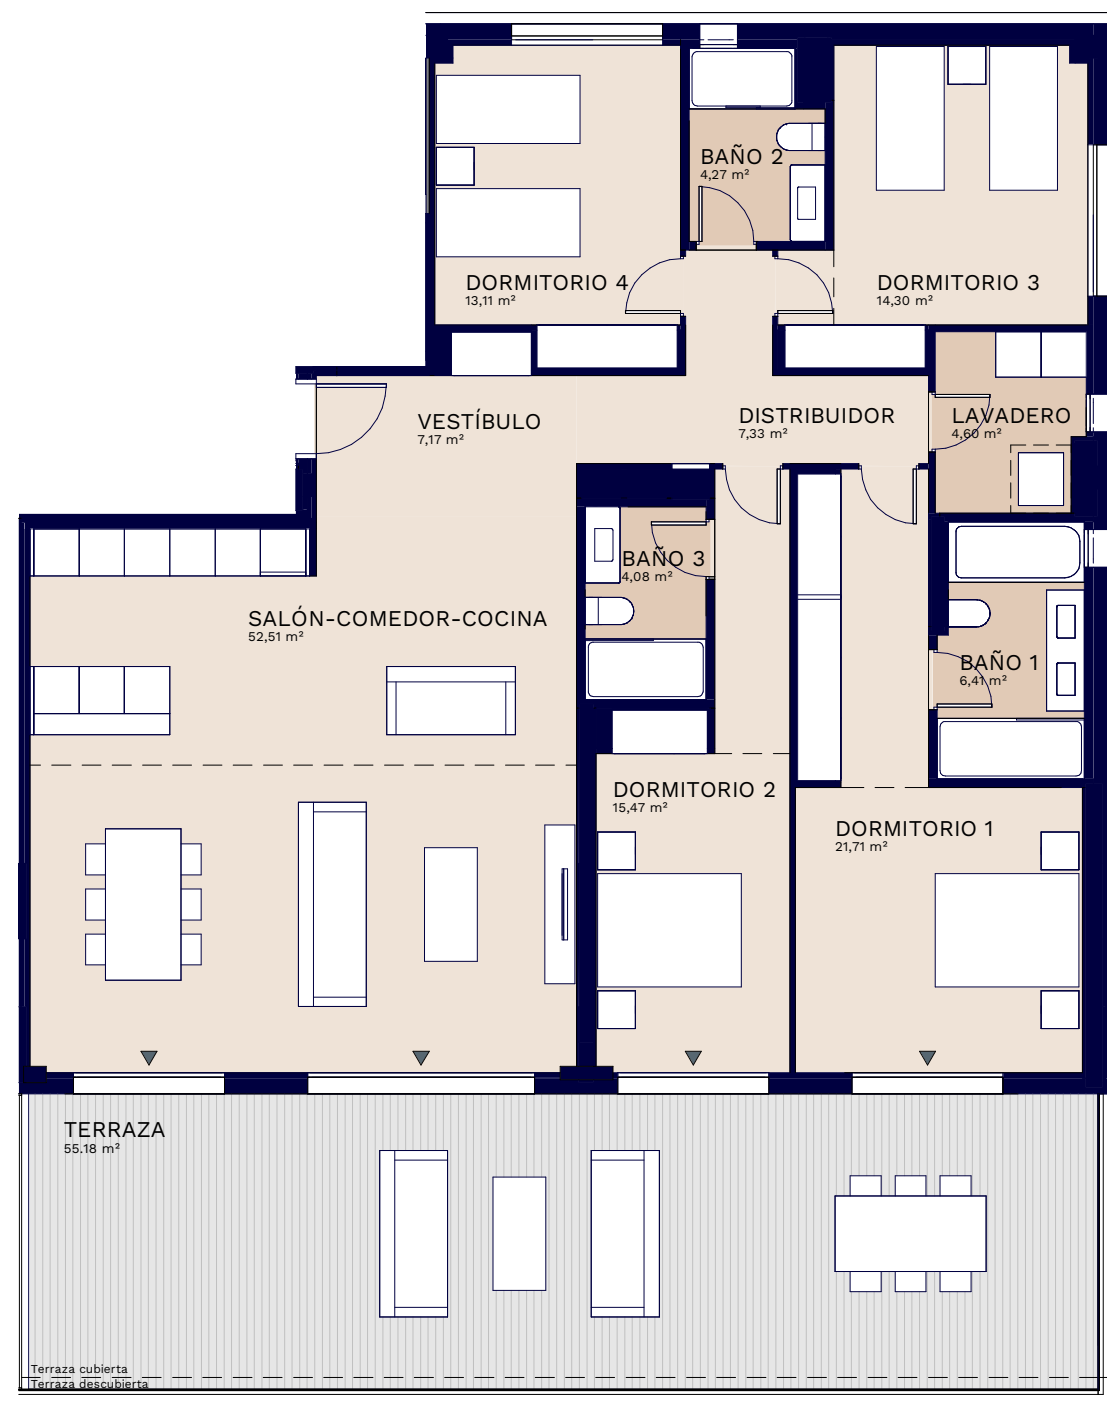 BAÑO 2
4,27 m²
DORMITORIO 4
13,11 m²
DORMITORIO 3
14,30 m²
VESTÍBULO
7,17 m²
DISTRIBUIDOR
7,33 m²
LAVADERO
4,60 m²
BAÑO 3
4,08 m²
SALÓN-COMEDOR-COCINA
52,51 m²
BAÑO 1
6,41 m²
DORMITORIO 2
15,47 m²
DORMITORIO 1
21,71 m²
TERRAZA
55.18 m²
Terraza cubierta
Terraza descubierta